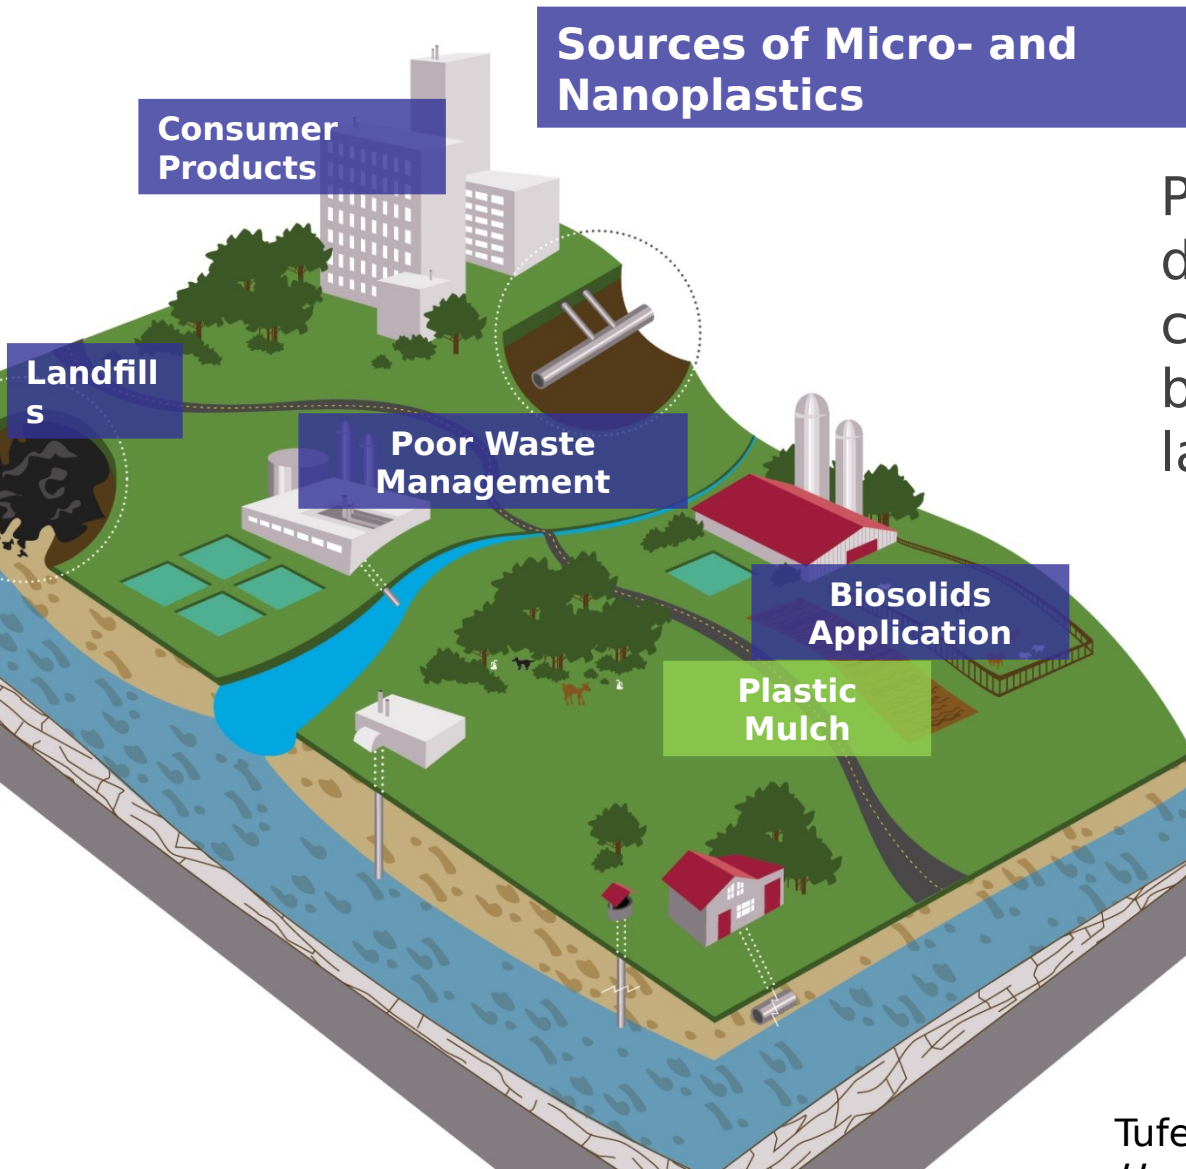 Sources of Micro- and
Nanoplastics
Consumer
Products
Landfill
s
Poor Waste
Management
Biosolids
Application
Plastic
Mulch